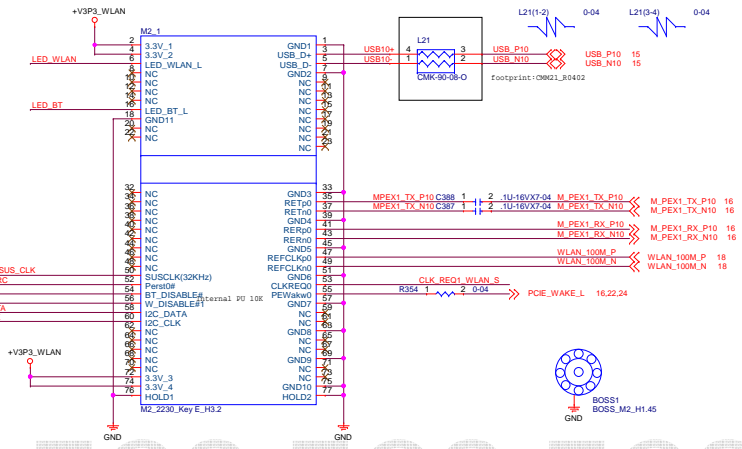 +V3P3_WLAN
M2_1
L21(1-2) 0-04 L21(3-4) 0-04
2 3.3V_1 GND1 1
4 3.3V_2 USB_D+ 3 USB10+ 4 L21 3 USB_P10 USB_P10 15
LED_WLAN 6 LED_WLAN_L USB_D- 5 USB10- 1 2 USB_N10 USB_N10 15
8 NC GND2 7
CMK-90-08-O footprint:CMM21_R0402
10 NC NC 9
12 NC NC 11
14 NC NC 13
LED_BT 16 LED_BT_L NC 15
18 GND11 NC 17
20 NC NC 19
22 NC NC 21
NC 23
32 NC GND3 33
34 NC RETp0 35 MPEX1_TX_P10 C388 1 2 .1U-16VX7-04 M_PEX1_TX_P10 M_PEX1_TX_P10 16
36 NC RETn0 37 MPEX1_TX_N10 C387 1 2 .1U-16VX7-04 M_PEX1_TX_N10 M_PEX1_TX_N10 16
38 NC GND4 39
40 NC RERp0 41 M_PEX1_RX_P10 M_PEX1_RX_P10 16
42 NC RERn0 43 M_PEX1_RX_N10 M_PEX1_RX_N10 16
44 NC GND5 45
46 NC REFCLKp0 47 WLAN_100M_P WLAN_100M_P 18
48 NC REFCLKn0 49 WLAN_100M_N WLAN_100M_N 18
SUS_CLK 50 SUSCLK(32KHz) GND6 51
52 Perst0# CLKREQ0 53 CLK_REQ1_WLAN_S
54 BT_DISABLE# PEWakw0 55 R354 1 2 0-04 PCIE_WAKE_L 16,22,24
56 W_DISABLE#1 Internal PU 10K GND7 57
58 I2C_DATA NC 59
60 I2C_CLK NC 61
62 NC GND8 63
64 NC NC 65
66 NC NC 67
+V3P3_WLAN
68 NC GND9 69
70 NC NC 71
72 3.3V_3 NC 73
74 3.3V_4 GND10 75
76 HOLD1 HOLD2 77
M2_2230_Key E_H3.2
BOSS1
BOSS_M2_H1.45
GND GND GND